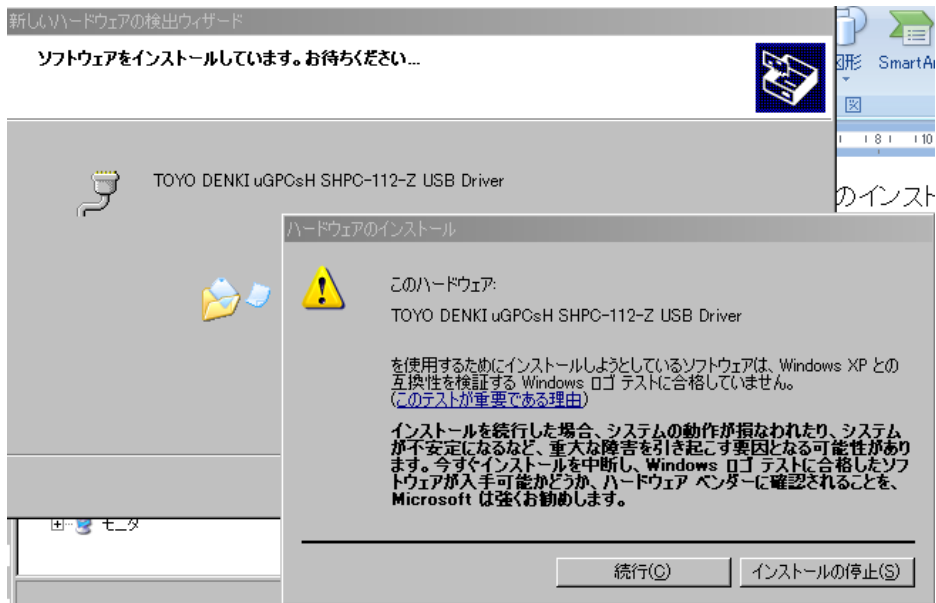 新しいハードウェアの検出ウィザード
ソフトウェアをインストールしています。お待ちください...
図形
SmartAr
図
8
10
TOYO DENKI uGPCsH SHPC-112-Z USB Driver
のインスト
ハードウェアのインストール
このハードウェア:
TOYO DENKI uGPCsH SHPC-112-Z USB Driver
を使用するためにインストールしようとしているソフトウェアは、Windows XP との
互換性を検証する Windows ロゴ テストに合格していません。
(このテストが重要である理由)
インストールを続行した場合、システムの動作が損なわれたり、システム
が不安定になるなど、重大な障害を引き起こす要因となる可能性があり
ます。今すぐインストールを中断し、Windows ロゴ テストに合格したソフ
トウェアが入手可能かどうか、ハードウェア ベンダーに確認されることを、
Microsoft は強くお勧めします。
モニタ
続行(C)
インストールの停止(S)